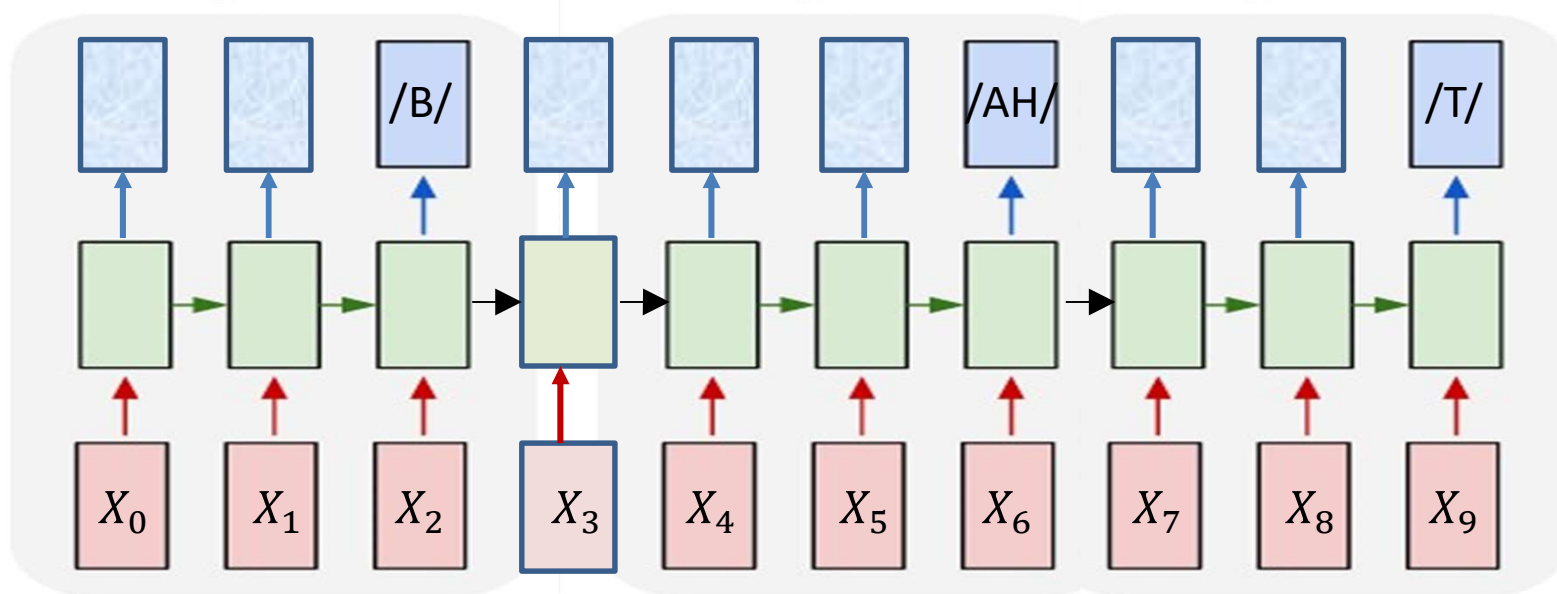 /B/ /AH/ /T/
X₀ X₁ X₂ X₃ X₄ X₅ X₆ X₇ X₈ X₉